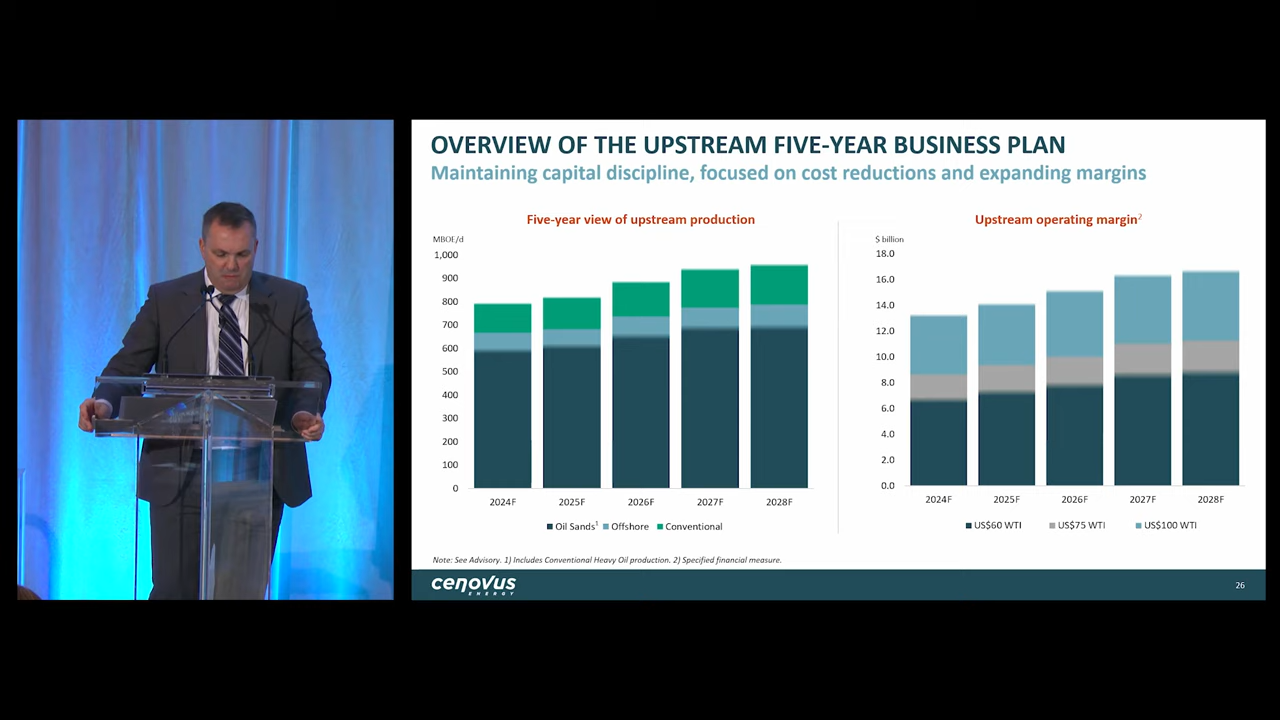 OVERVIEW OF THE UPSTREAM FIVE-YEAR BUSINESS PLAN
Maintaining capital discipline, focused on cost reductions and expanding margins
Five-year view of upstream production
MBOE/d
1,000
900
800
700
600
500
400
300
200
100
0
2024F 2025F 2026F 2027F 2028F
Oil Sands1 Offshore Conventional
Upstream operating margin2
$ billion
18.0
16.0
14.0
12.0
10.0
8.0
6.0
4.0
2.0
0.0
2024F 2025F 2026F 2027F 2028F
US$60 WTI US$75 WTI US$100 WTI
Note: See Advisory. 1) Includes Conventional Heavy Oil production. 2) Specified financial measure.
cenovus
ENERGY
26